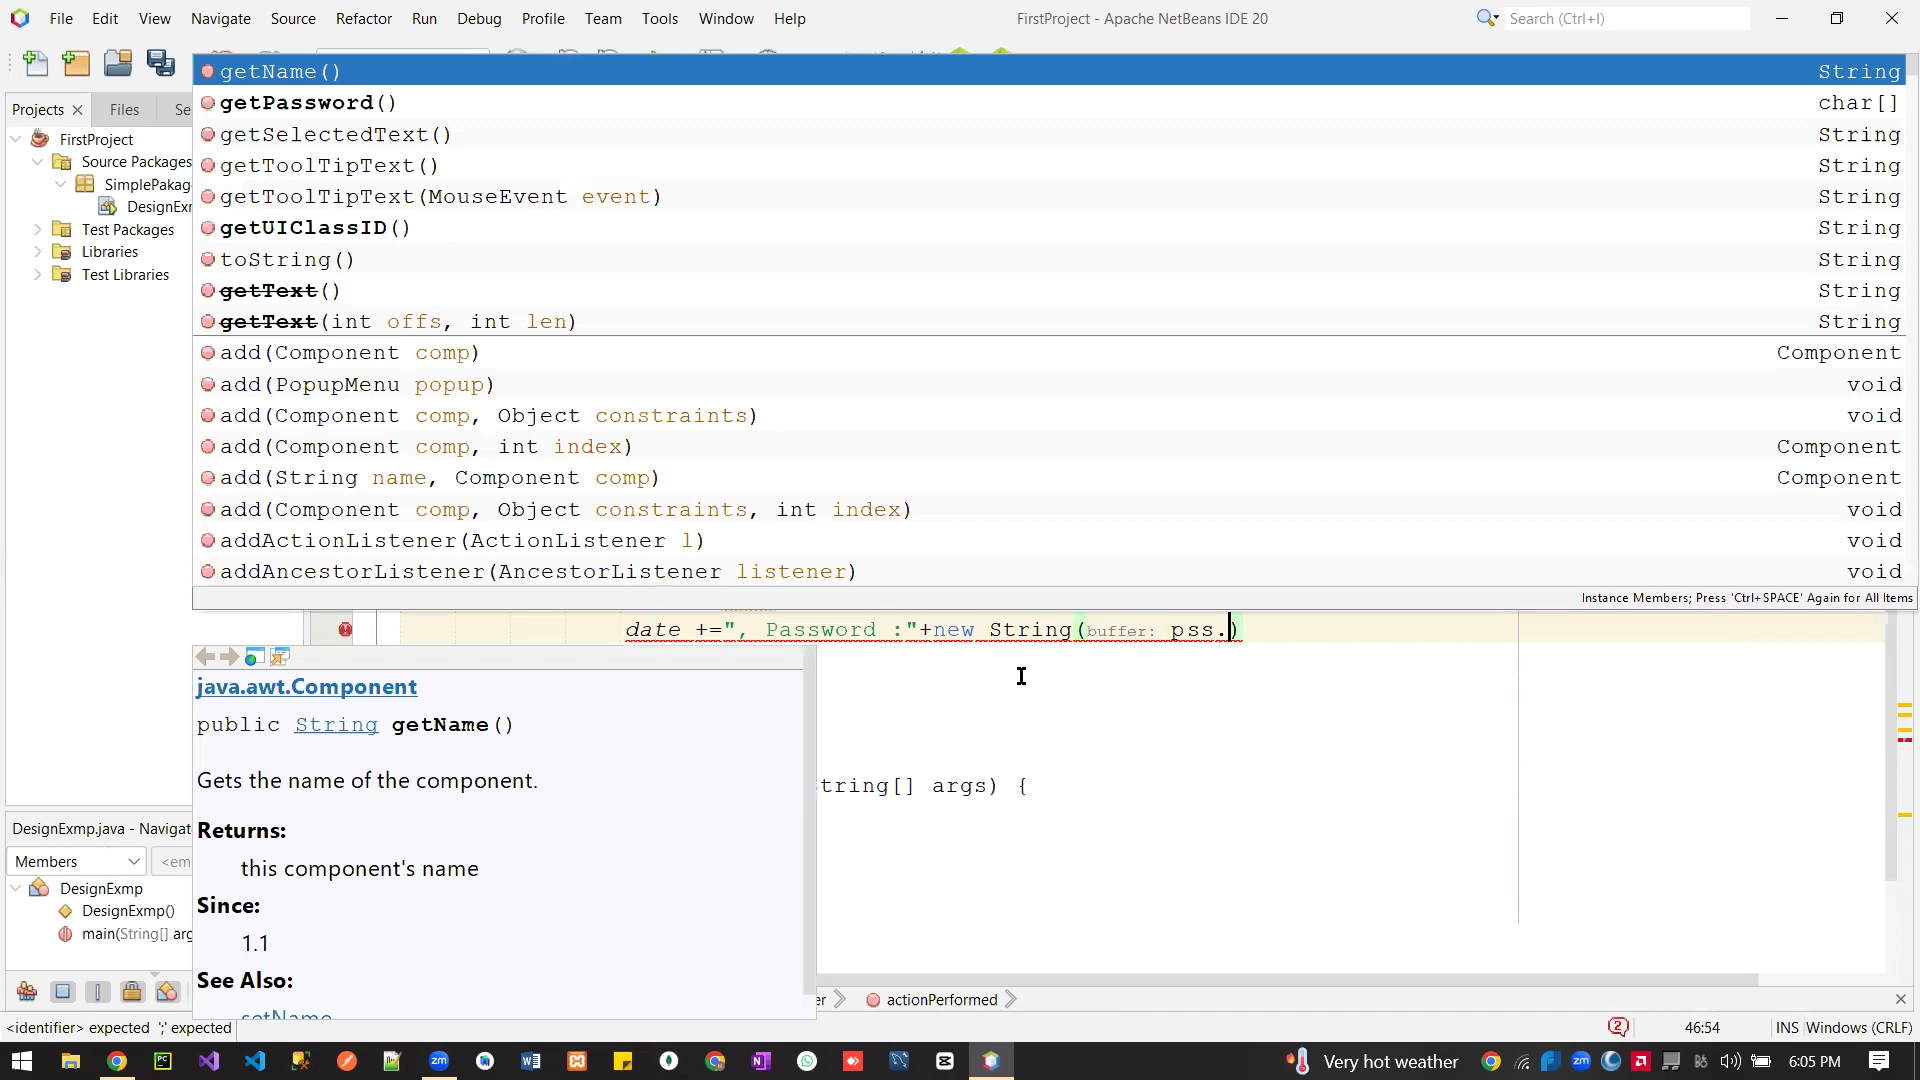 File Edit View Navigate Source Refactor Run Debug Profile Team Tools Window Help
FirstProject - Apache NetBeans IDE 20
Search (Ctrl+I)
Projects Files Se
getName() String
getPassword() char[]
getSelectedText() String
getToolTipText() String
getToolTipText(MouseEvent event) String
getUIClassID() String
toString() String
getText() String
getText(int offs, int len) String
add(Component comp) Component
add(PopupMenu popup) void
add(Component comp, Object constraints) void
add(Component comp, int index) Component
add(String name, Component comp) Component
add(Component comp, Object constraints, int index) void
addActionListener(ActionListener l) void
addAncestorListener(AncestorListener listener) void
Instance Members; Press 'Ctrl+SPACE' Again for All Items
FirstProject
Source Packages
SimplePakag
DesignExm
Test Packages
Libraries
Test Libraries
date +=", Password :"+new String(buffer: pss.)
java.awt.Component
public String getName()
Gets the name of the component.
Returns:
this component's name
Since:
1.1
See Also:
setName
tring[] args) {
DesignExmp.java - Navigat
Members <em
DesignExmp
DesignExmp()
main(String[] arg
er actionPerformed
<identifier> expected ';' expected
2 46:54 INS Windows (CRLF)
Very hot weather 6:05 PM